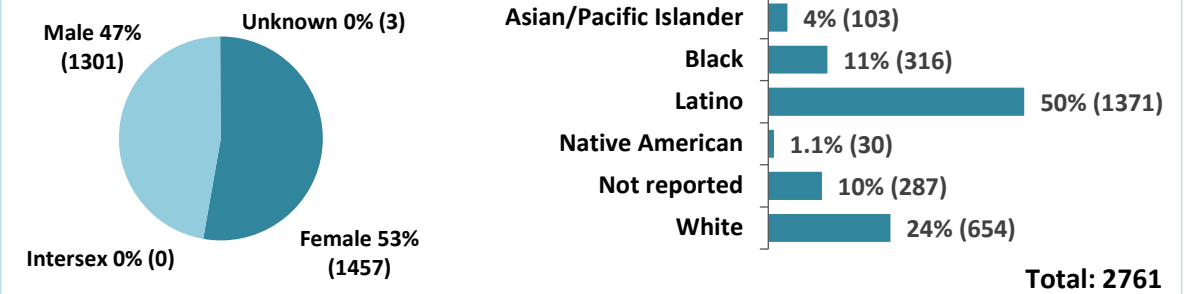 Male 47%
(1301)
Unknown 0% (3)
Intersex 0% (0)
Female 53%
(1457)
Asian/Pacific Islander 4% (103)
Black 11% (316)
Latino 50% (1371)
Native American 1.1% (30)
Not reported 10% (287)
White 24% (654)
Total: 2761